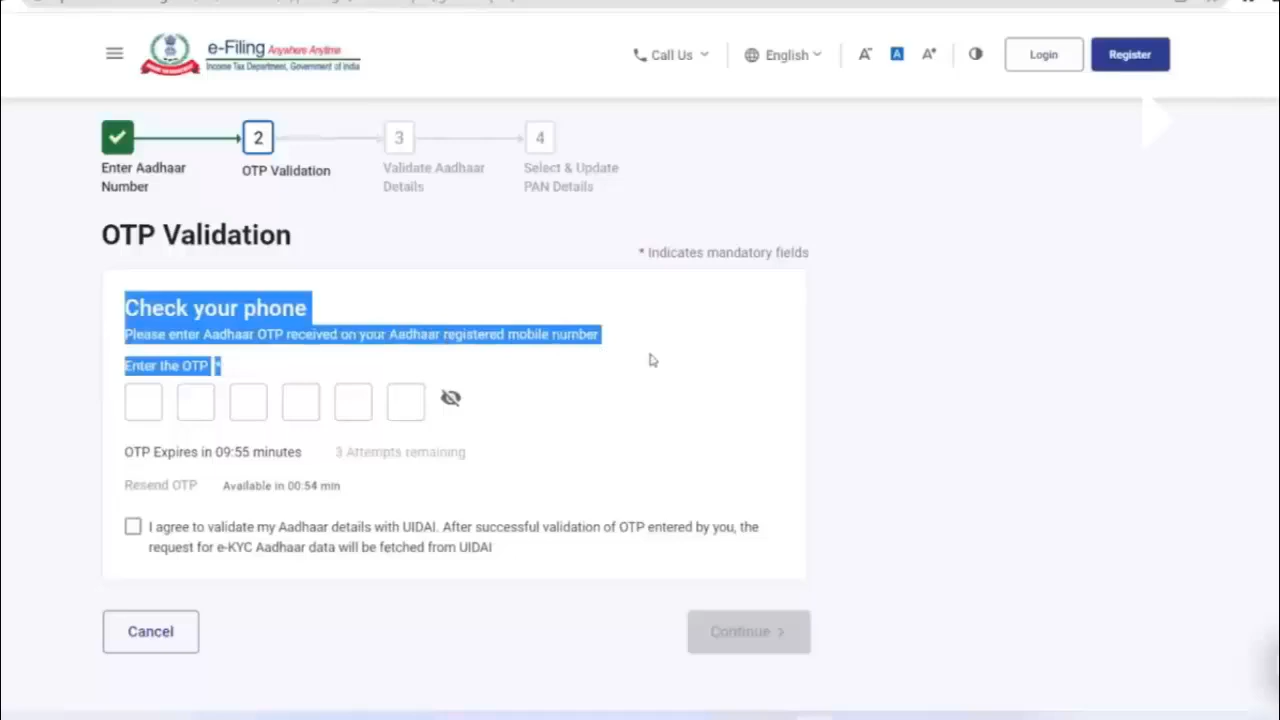 e-Filing Anywhere Anytime
Income Tax Department, Government of India
Call Us
English
A-
A
A+
Login
Register
2
3
4
Enter Aadhaar
Number
OTP Validation
Validate Aadhaar
Details
Select & Update
PAN Details
OTP Validation
* Indicates mandatory fields
Check your phone
Please enter Aadhaar OTP received on your Aadhaar registered mobile number
Enter the OTP *
OTP Expires in 09:55 minutes 3 Attempts remaining
Resend OTP Available in 00:54 min
I agree to validate my Aadhaar details with UIDAI. After successful validation of OTP entered by you, the
request for e-KYC Aadhaar data will be fetched from UIDAI
Cancel
Continue >